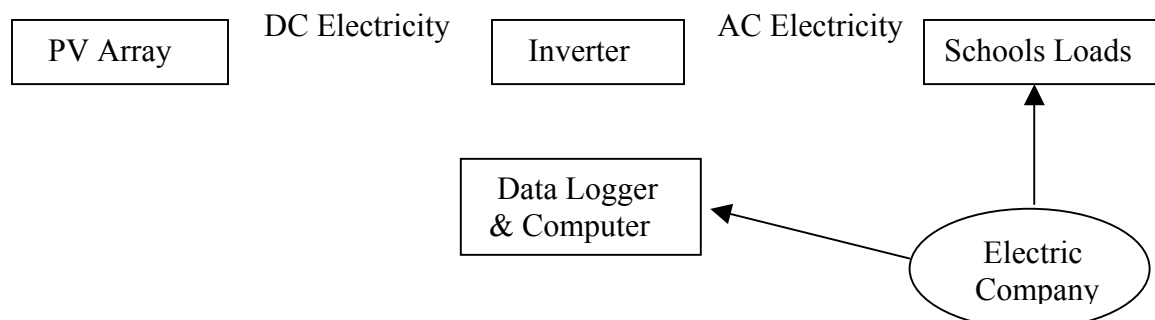 PV Array
DC Electricity
Inverter
AC Electricity
Schools Loads
Data Logger
& Computer
Electric
Company